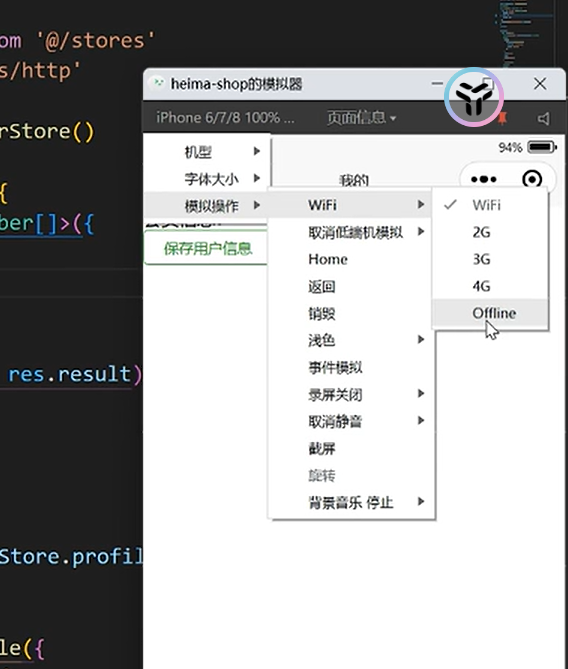 om '@/stores'
s/http'
rStore()
{
ber[]>({
res.result)
Store.profil
le({
heima-shop的模拟器
iPhone 6/7/8 100% ...
页面信息
94%
我的
机型
字体大小
模拟操作
保存用户信息
WiFi
取消低端机模拟
Home
返回
销毁
浅色
事件模拟
录屏关闭
取消静音
截屏
旋转
背景音乐 停止
WiFi
2G
3G
4G
Offline